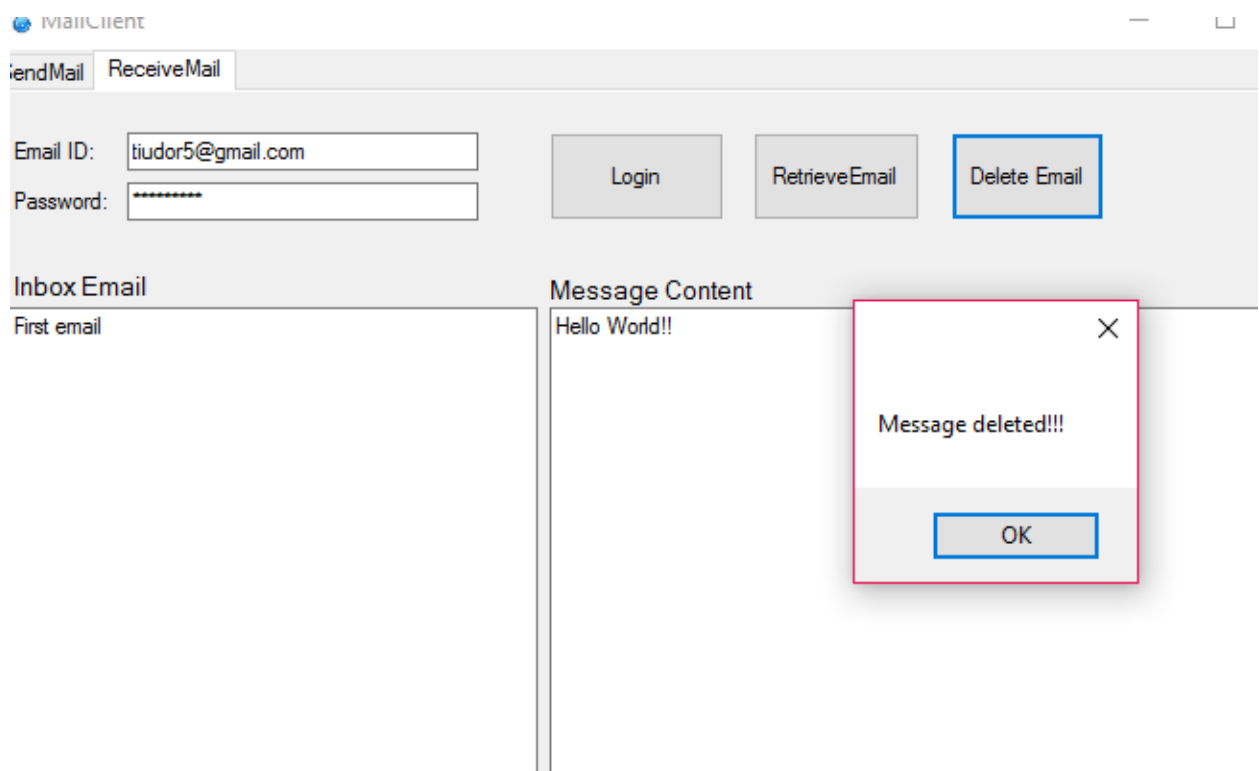 MailClient
SendMail ReceiveMail
Email ID: tiudor5@gmail.com
Password: *********
Login RetrieveEmail Delete Email
Inbox Email
First email
Message Content
Hello World!!
Message deleted!!!
OK